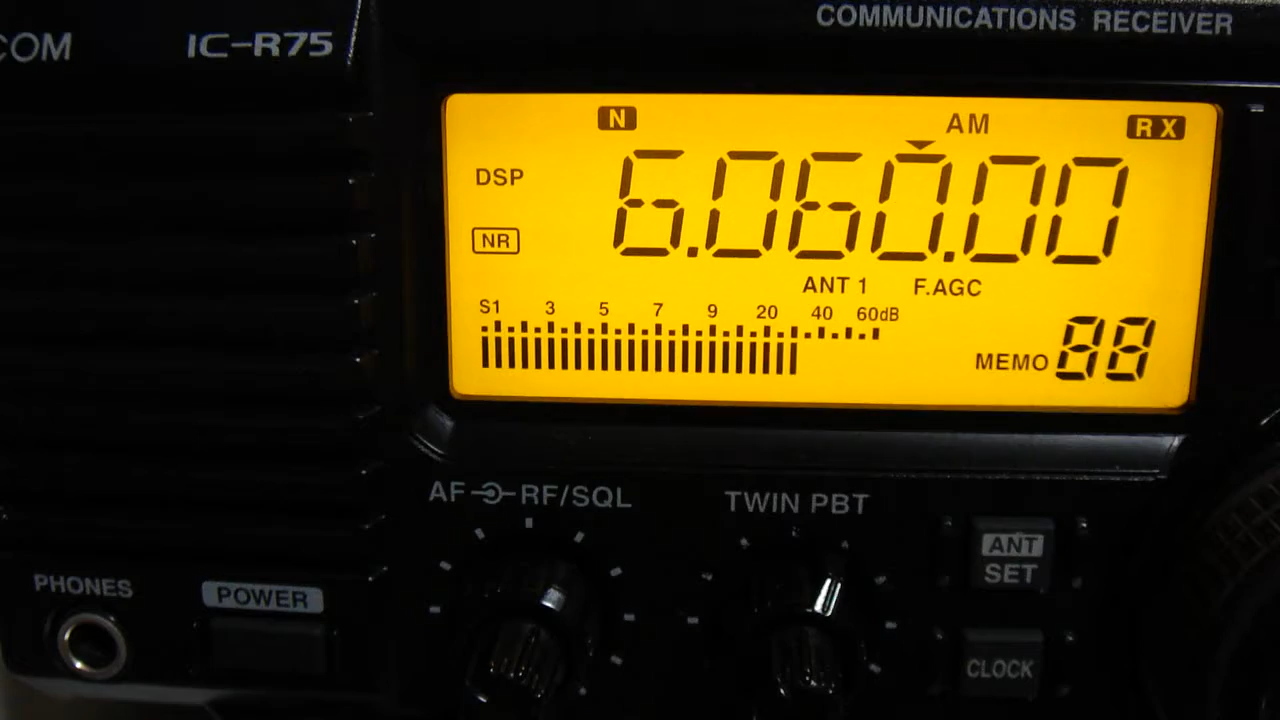 COM IC-R75
COMMUNICATIONS RECEIVER
N AM RX
DSP
6.060.00
NR
ANT 1 F.AGC
S1 3 5 7 9 20 40 60dB
MEMO 88
AF RF/SQL
TWIN PBT
ANT
SET
PHONES
POWER
CLOCK